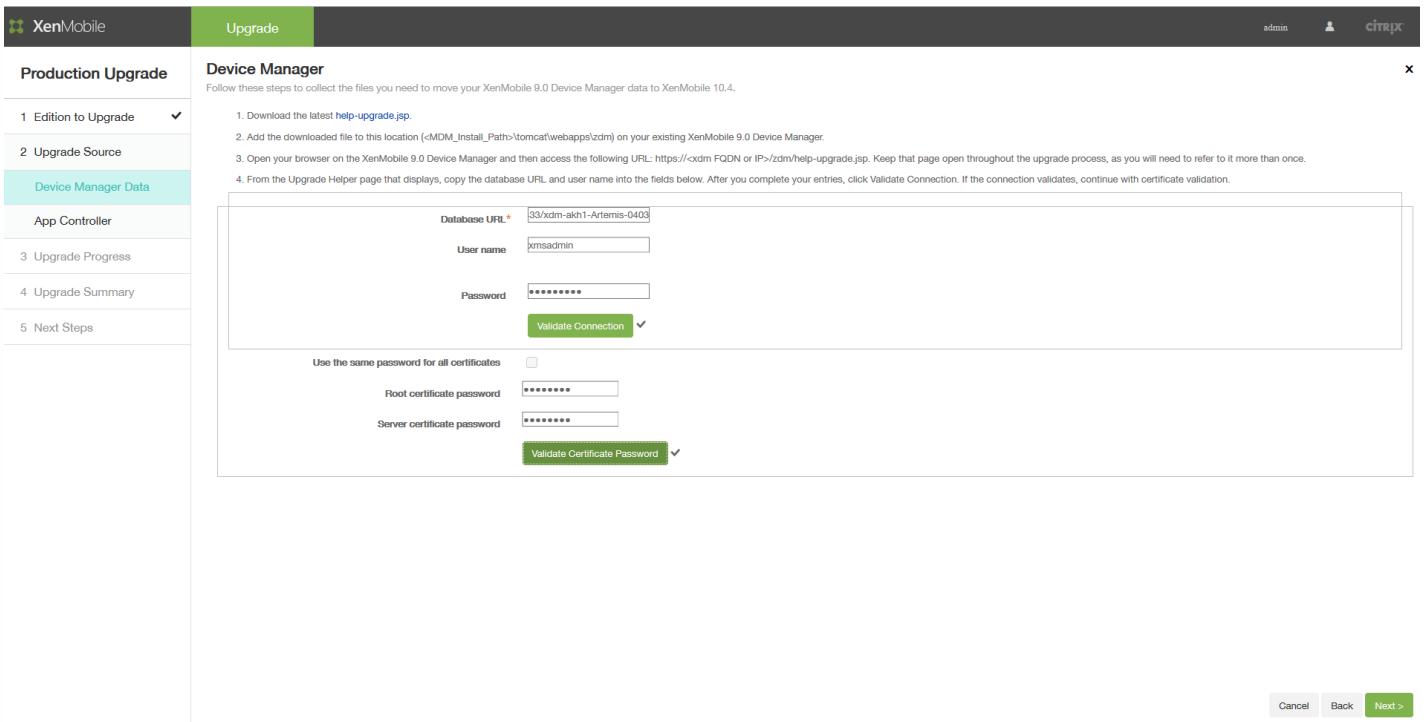 XenMobile
Upgrade
admin
CİTRIX
Production Upgrade
1 Edition to Upgrade
2 Upgrade Source
Device Manager Data
App Controller
3 Upgrade Progress
4 Upgrade Summary
5 Next Steps
Device Manager
x
Follow these steps to collect the files you need to move your XenMobile 9.0 Device Manager data to XenMobile 10.4.
1. Download the latest help-upgrade.jsp.
2. Add the downloaded file to this location (<MDM_Install_Path>\tomcat\webapps\zdm) on your existing XenMobile 9.0 Device Manager.
3. Open your browser on the XenMobile 9.0 Device Manager and then access the following URL: https://<xdm FQDN or IP>/zdm/help-upgrade.jsp. Keep that page open throughout the upgrade process, as you will need to refer to it more than once.
4. From the Upgrade Helper page that displays, copy the database URL and user name into the fields below. After you complete your entries, click Validate Connection. If the connection validates, continue with certificate validation.
Database URL* 33/xdm-akh1-Artemis-0403
User name xmsadmin
Password •••••••••
Validate Connection
Use the same password for all certificates
Root certificate password ••••••••
Server certificate password ••••••••
Validate Certificate Password
Cancel Back Next >